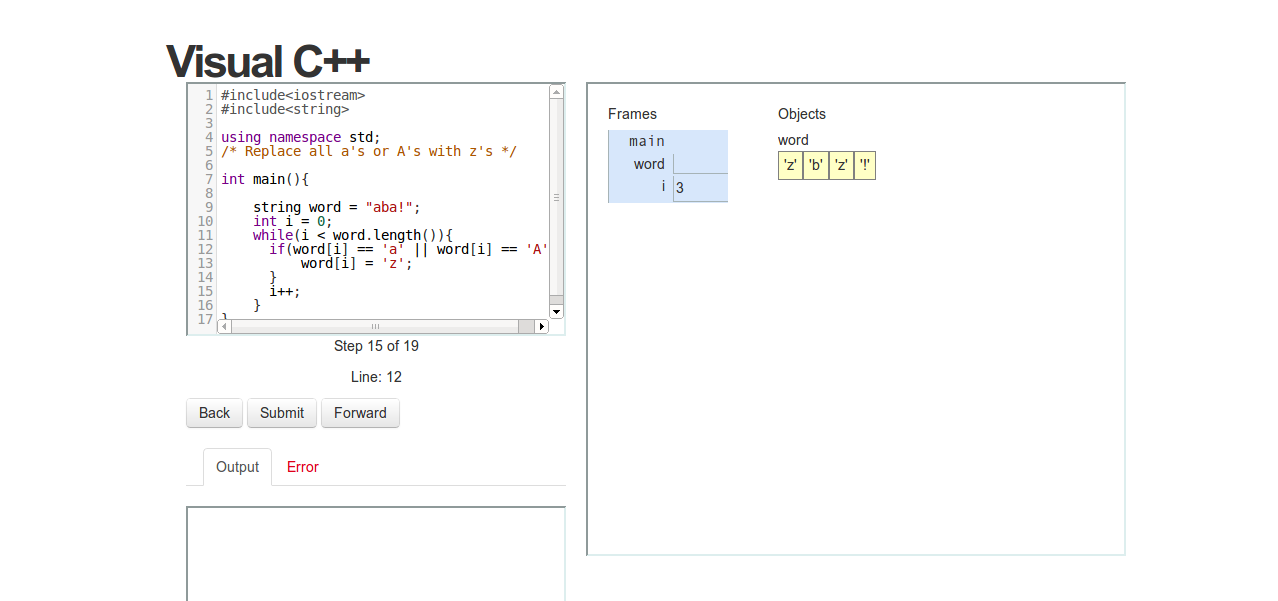 Visual C++
1 #include<iostream>
2 #include<string>
3
4 using namespace std;
5 /* Replace all a's or A's with z's */
6
7 int main(){
8
9     string word = "aba!";
10     int i = 0;
11     while(i < word.length()){
12       if(word[i] == 'a' || word[i] == 'A'
13           word[i] = 'z';
14       }
15       i++;
16     }
17 }
Step 15 of 19
Line: 12
Back Submit Forward
Output Error
Frames
main
word
i 3
Objects
word
'z' 'b' 'z' '!'